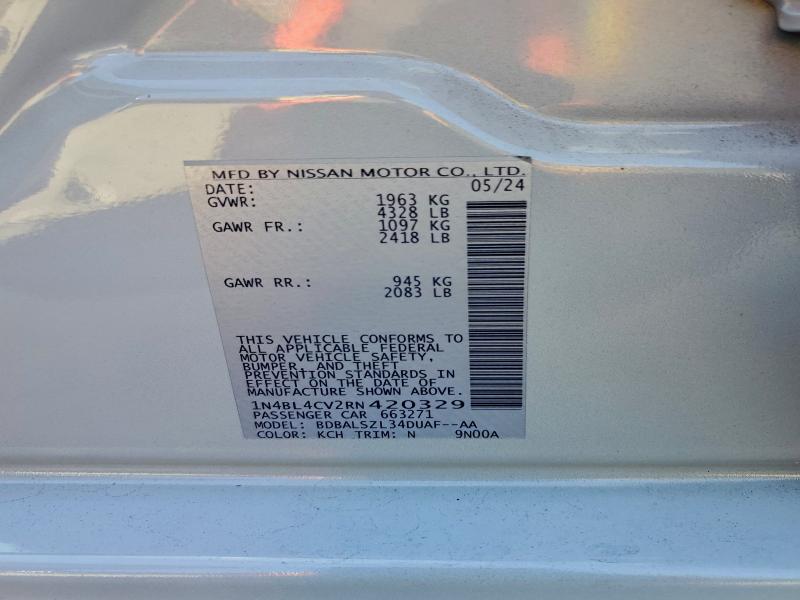 MFD BY NISSAN MOTOR CO., LTD.
DATE: 05/24
GVWR: 1963 KG
4328 LB
GAWR FR.: 1097 KG
2418 LB
GAWR RR.: 945 KG
2083 LB
THIS VEHICLE CONFORMS TO
ALL APPLICABLE FEDERAL
MOTOR VEHICLE SAFETY,
BUMPER, AND THEFT
PREVENTION STANDARDS IN
EFFECT ON THE DATE OF
MANUFACTURE SHOWN ABOVE.
1N4BL4CV2RN420329
PASSENGER CAR 663271
MODEL: BDBALSZL34DUAF--AA
COLOR: KCH TRIM: N 9N00A